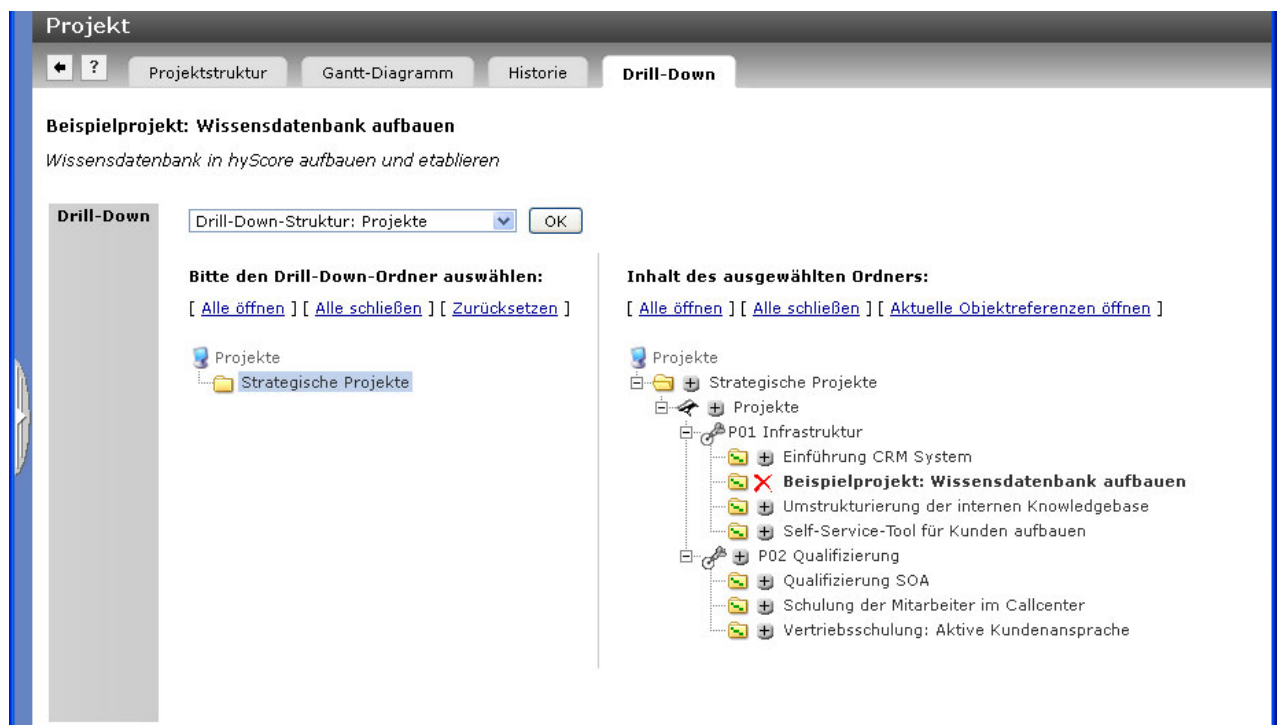 Projekt
? Projektstruktur Gantt-Diagramm Historie Drill-Down
Beispielprojekt: Wissensdatenbank aufbauen
Wissensdatenbank in hyScore aufbauen und etablieren
Drill-Down
Drill-Down-Struktur: Projekte OK
Bitte den Drill-Down-Ordner auswählen:
[ Alle öffnen ] [ Alle schließen ] [ Zurücksetzen ]
Projekte
Strategische Projekte
Inhalt des ausgewählten Ordners:
[ Alle öffnen ] [ Alle schließen ] [ Aktuelle Objektreferenzen öffnen ]
Projekte
Strategische Projekte
Projekte
P01 Infrastruktur
Einführung CRM System
Beispielprojekt: Wissensdatenbank aufbauen
Umstrukturierung der internen Knowledgebase
Self-Service-Tool für Kunden aufbauen
P02 Qualifizierung
Qualifizierung SOA
Schulung der Mitarbeiter im Callcenter
Vertriebsschulung: Aktive Kundenansprache